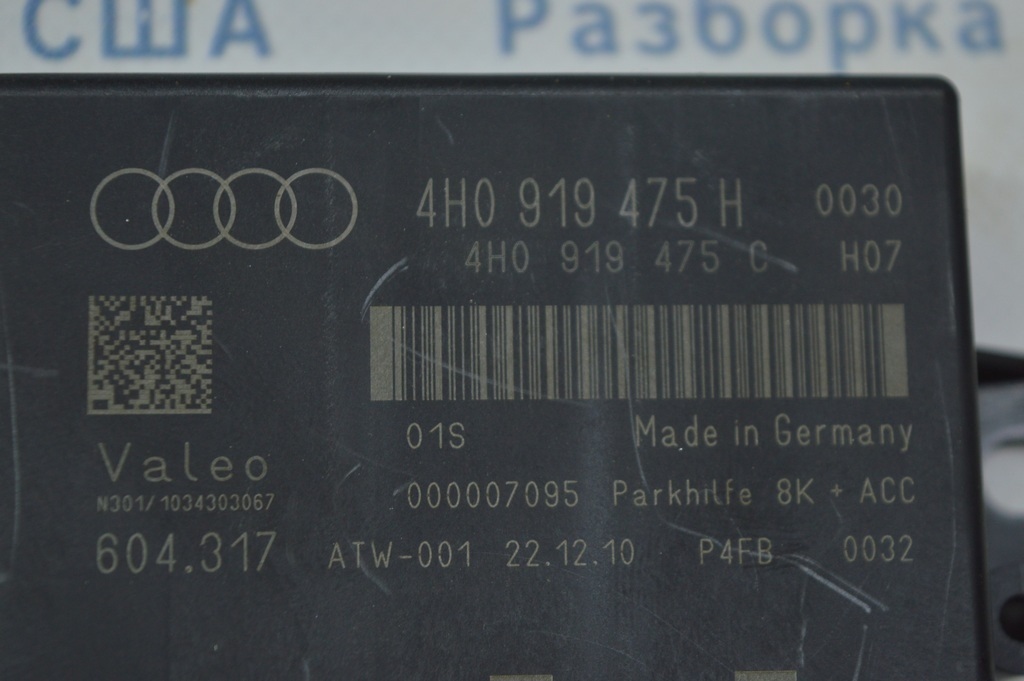 США Разборка
4H0 919 475 H 0030
4H0 919 475 C H07
01S Made in Germany
Valeo
000007095 Parkhilfe 8K + ACC
N301/1034303067
604.317 ATW-001 22.12.10 P4FB 0032